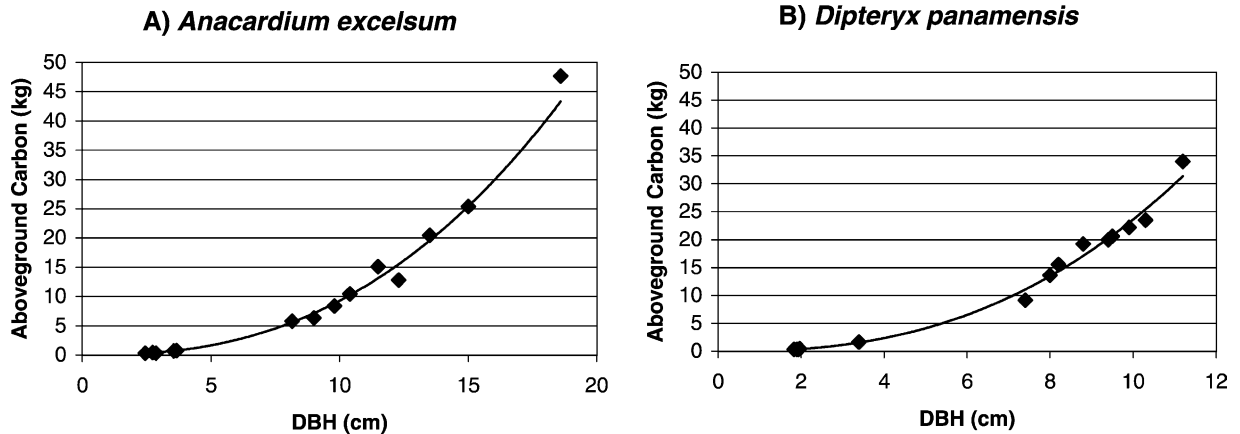 A) Anacardium excelsum
Aboveground Carbon (kg)
50
45
40
35
30
25
20
15
10
5
0
0 5 10 15 20
DBH (cm)
B) Dipteryx panamensis
Aboveground Carbon (kg)
50
45
40
35
30
25
20
15
10
5
0
0 2 4 6 8 10 12
DBH (cm)